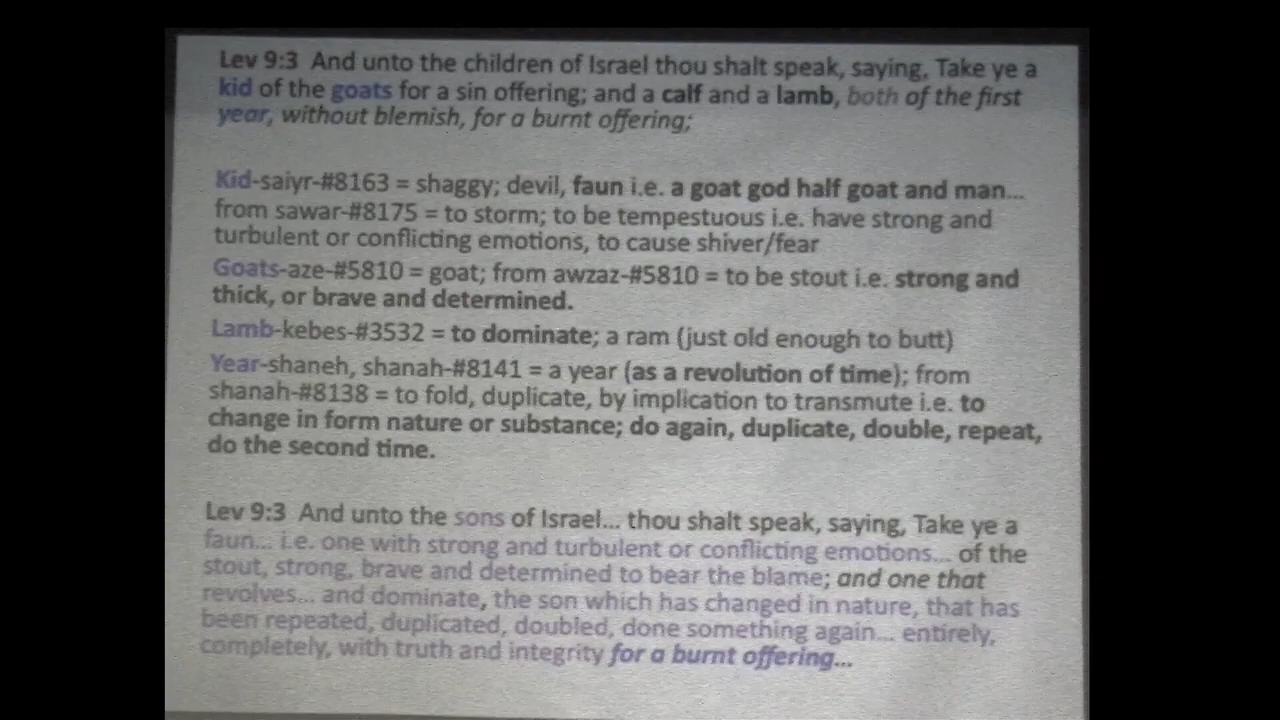 Lev 9:3 And unto the children of Israel thou shalt speak, saying, Take ye a
kid of the goats for a sin offering; and a calf and a lamb, both of the first
year, without blemish, for a burnt offering;
Kid-saiyr-#8163 = shaggy; devil, faun i.e. a goat god half goat and man...
from sawar-#8175 = to storm; to be tempestuous i.e. have strong and
turbulent or conflicting emotions, to cause shiver/fear
Goats-aze-#5810 = goat; from awzaz-#5810 = to be stout i.e. strong and
thick, or brave and determined.
Lamb-kebes-#3532 = to dominate; a ram (just old enough to butt)
Year-shaneh, shanah-#8141 = a year (as a revolution of time); from
shanah-#8138 = to fold, duplicate, by implication to transmute i.e. to
change in form nature or substance; do again, duplicate, double, repeat,
do the second time.
Lev 9:3 And unto the sons of Israel... thou shalt speak, saying, Take ye a
faun... i.e. one with strong and turbulent or conflicting emotions... of the
stout, strong, brave and determined to bear the blame; and one that
revolves... and dominate, the son which has changed in nature, that has
been repeated, duplicated, doubled, done something again... entirely,
completely, with truth and integrity for a burnt offering...